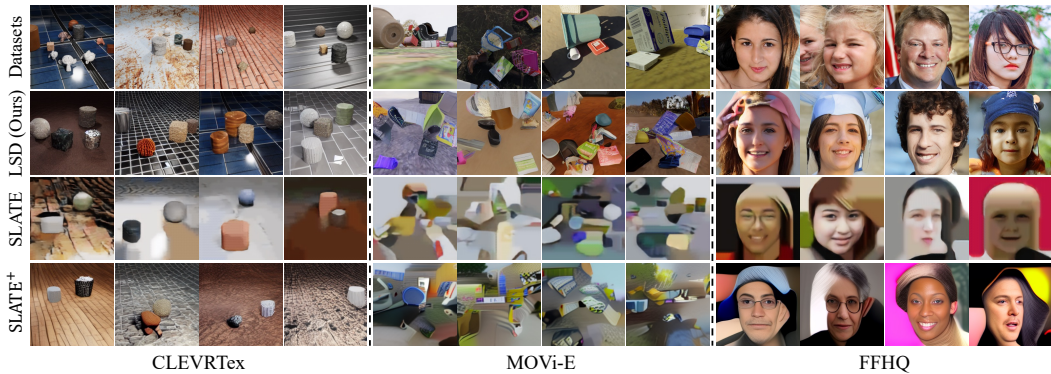 Datasets
LSD (Ours)
SLATE
SLATE+
CLEVRTex
MOVi-E
FFHQ